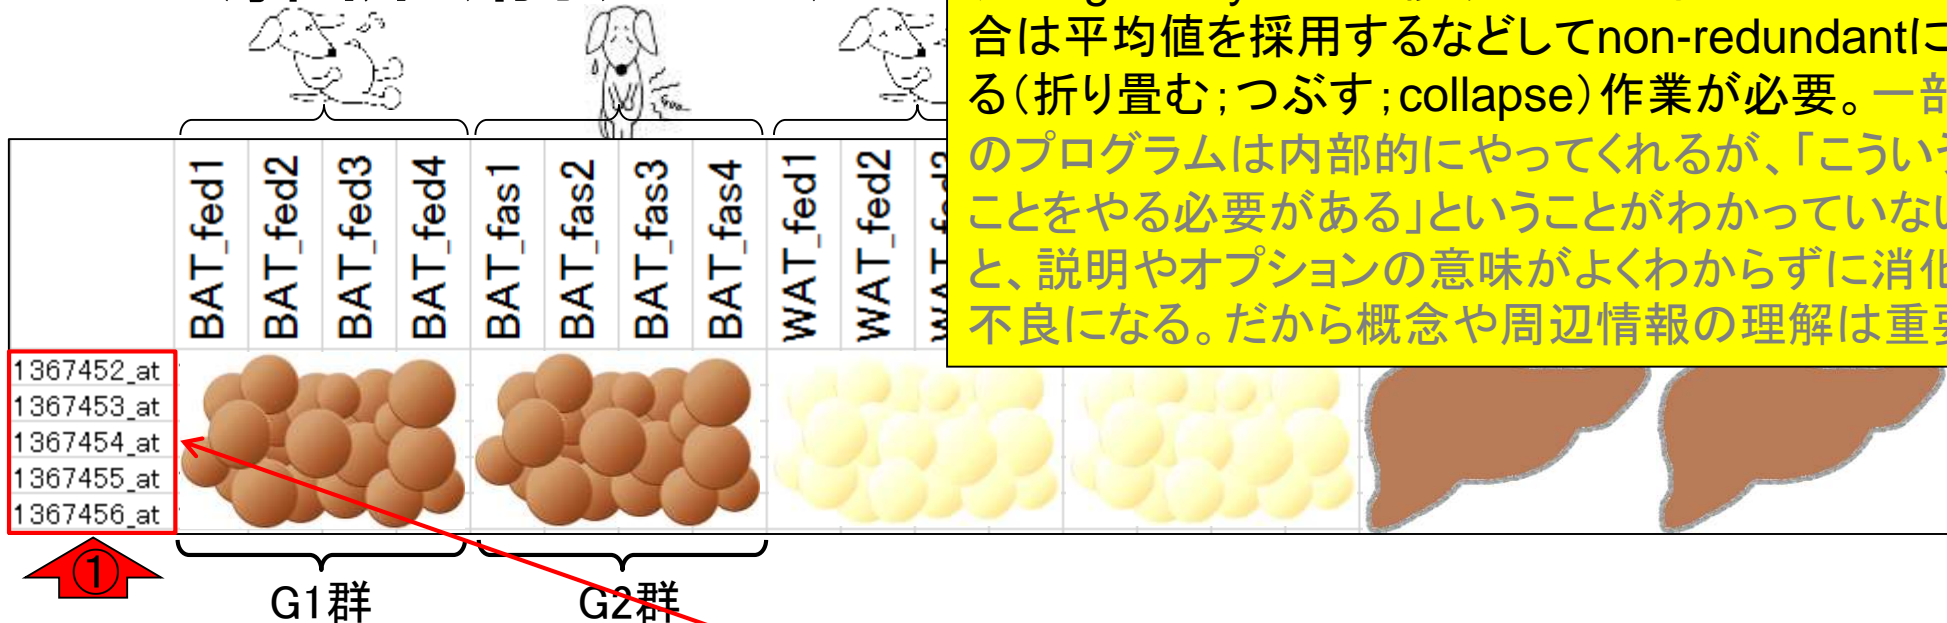 合は平均値を採用するなどしてnon-redundantに
る(折り畳む;つぶす;collapse)作業が必要。一部
のプログラムは内部的にやってくれるが、「こういう
ことをやる必要がある」ということがわかっていない
と、説明やオプションの意味がよくわからずに消化
不良になる。だから概念や周辺情報の理解は重要
BAT_fed1
BAT_fed2
BAT_fed3
BAT_fed4
BAT_fas1
BAT_fas2
BAT_fas3
BAT_fas4
WAT_fed1
WAT_fed2
1367452_at
1367453_at
1367454_at
1367455_at
1367456_at
①
G1群
G2群